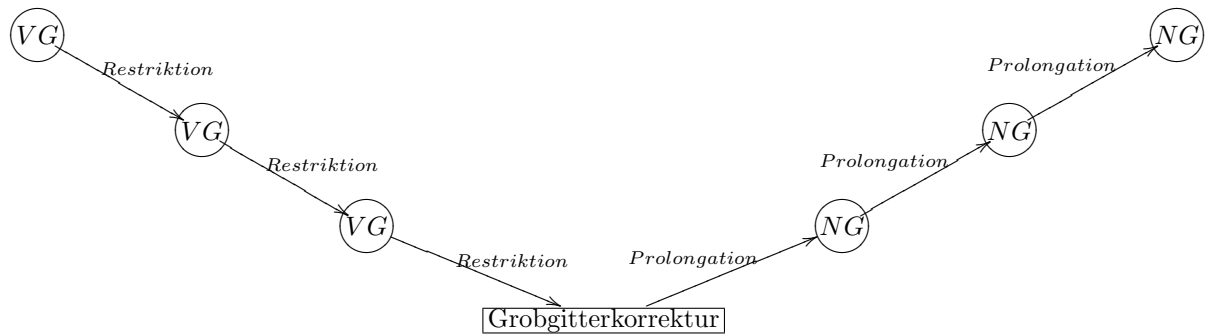 VG NG
Restriktion Prolongation
VG NG
Restriktion Prolongation
VG NG
Restriktion Prolongation
Grobgitterkorrektur